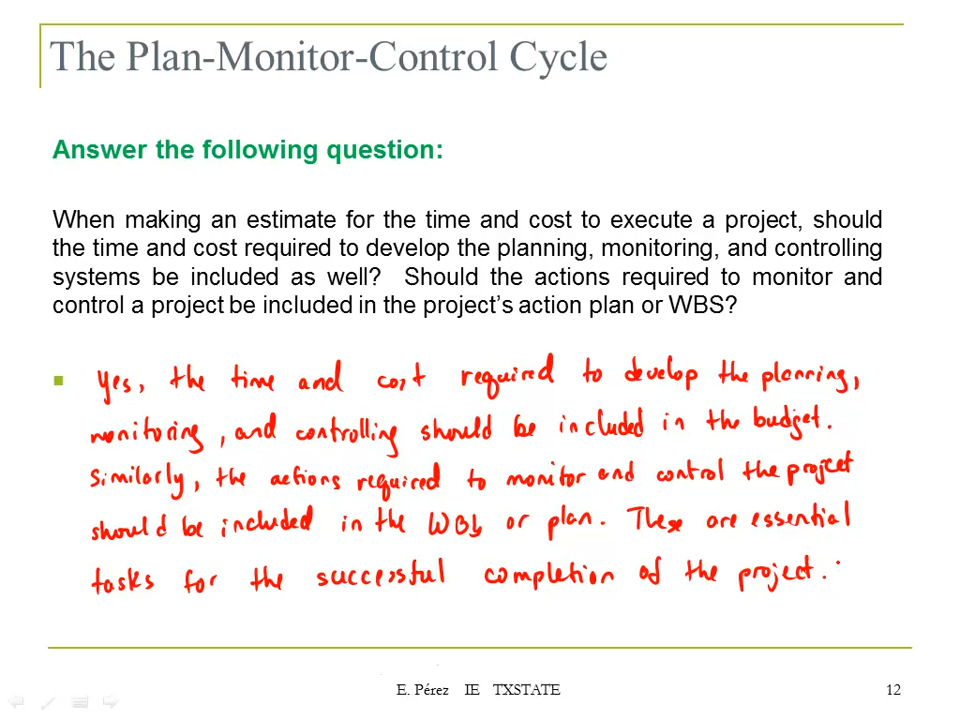 The Plan-Monitor-Control Cycle
Answer the following question:
When making an estimate for the time and cost to execute a project, should
the time and cost required to develop the planning, monitoring, and controlling
systems be included as well? Should the actions required to monitor and
control a project be included in the project's action plan or WBS?
Yes, the time and cost required to develop the planning,
monitoring, and controlling should be included in the budget.
Similarly, the actions required to monitor and control the project
should be included in the WBS or plan. These are essential
tasks for the successful completion of the project.
E. Pérez IE TXSTATE
12